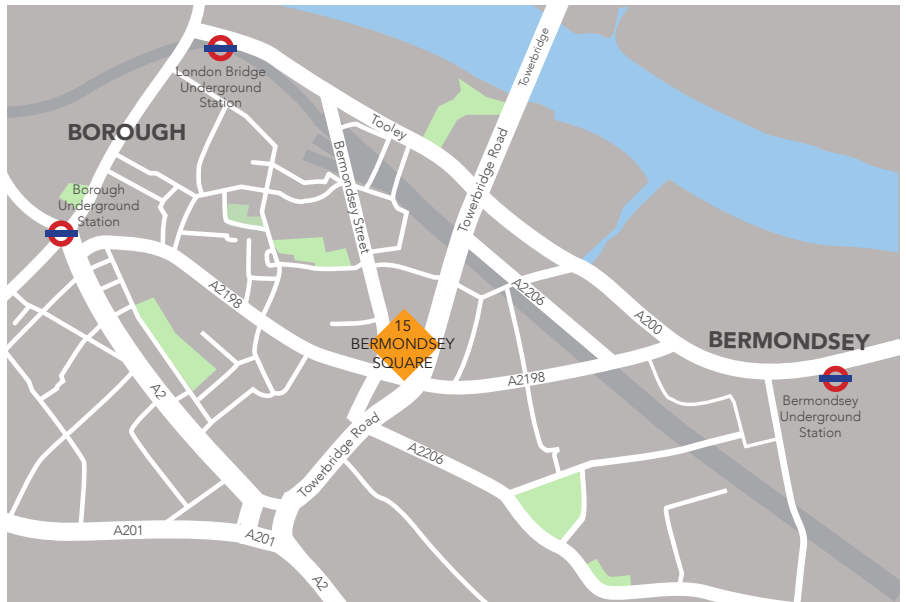 Towerbridge
London Bridge
Underground
Station
BOROUGH
Tooley
Bermondsey Street
Towerbridge Road
Borough
Underground
Station
A2198
A2206
A200
15
BERMONDSEY
SQUARE
BERMONDSEY
A2198
A2
Bermondsey
Underground
Station
Towerbridge Road
A2206
A201
A201
A2